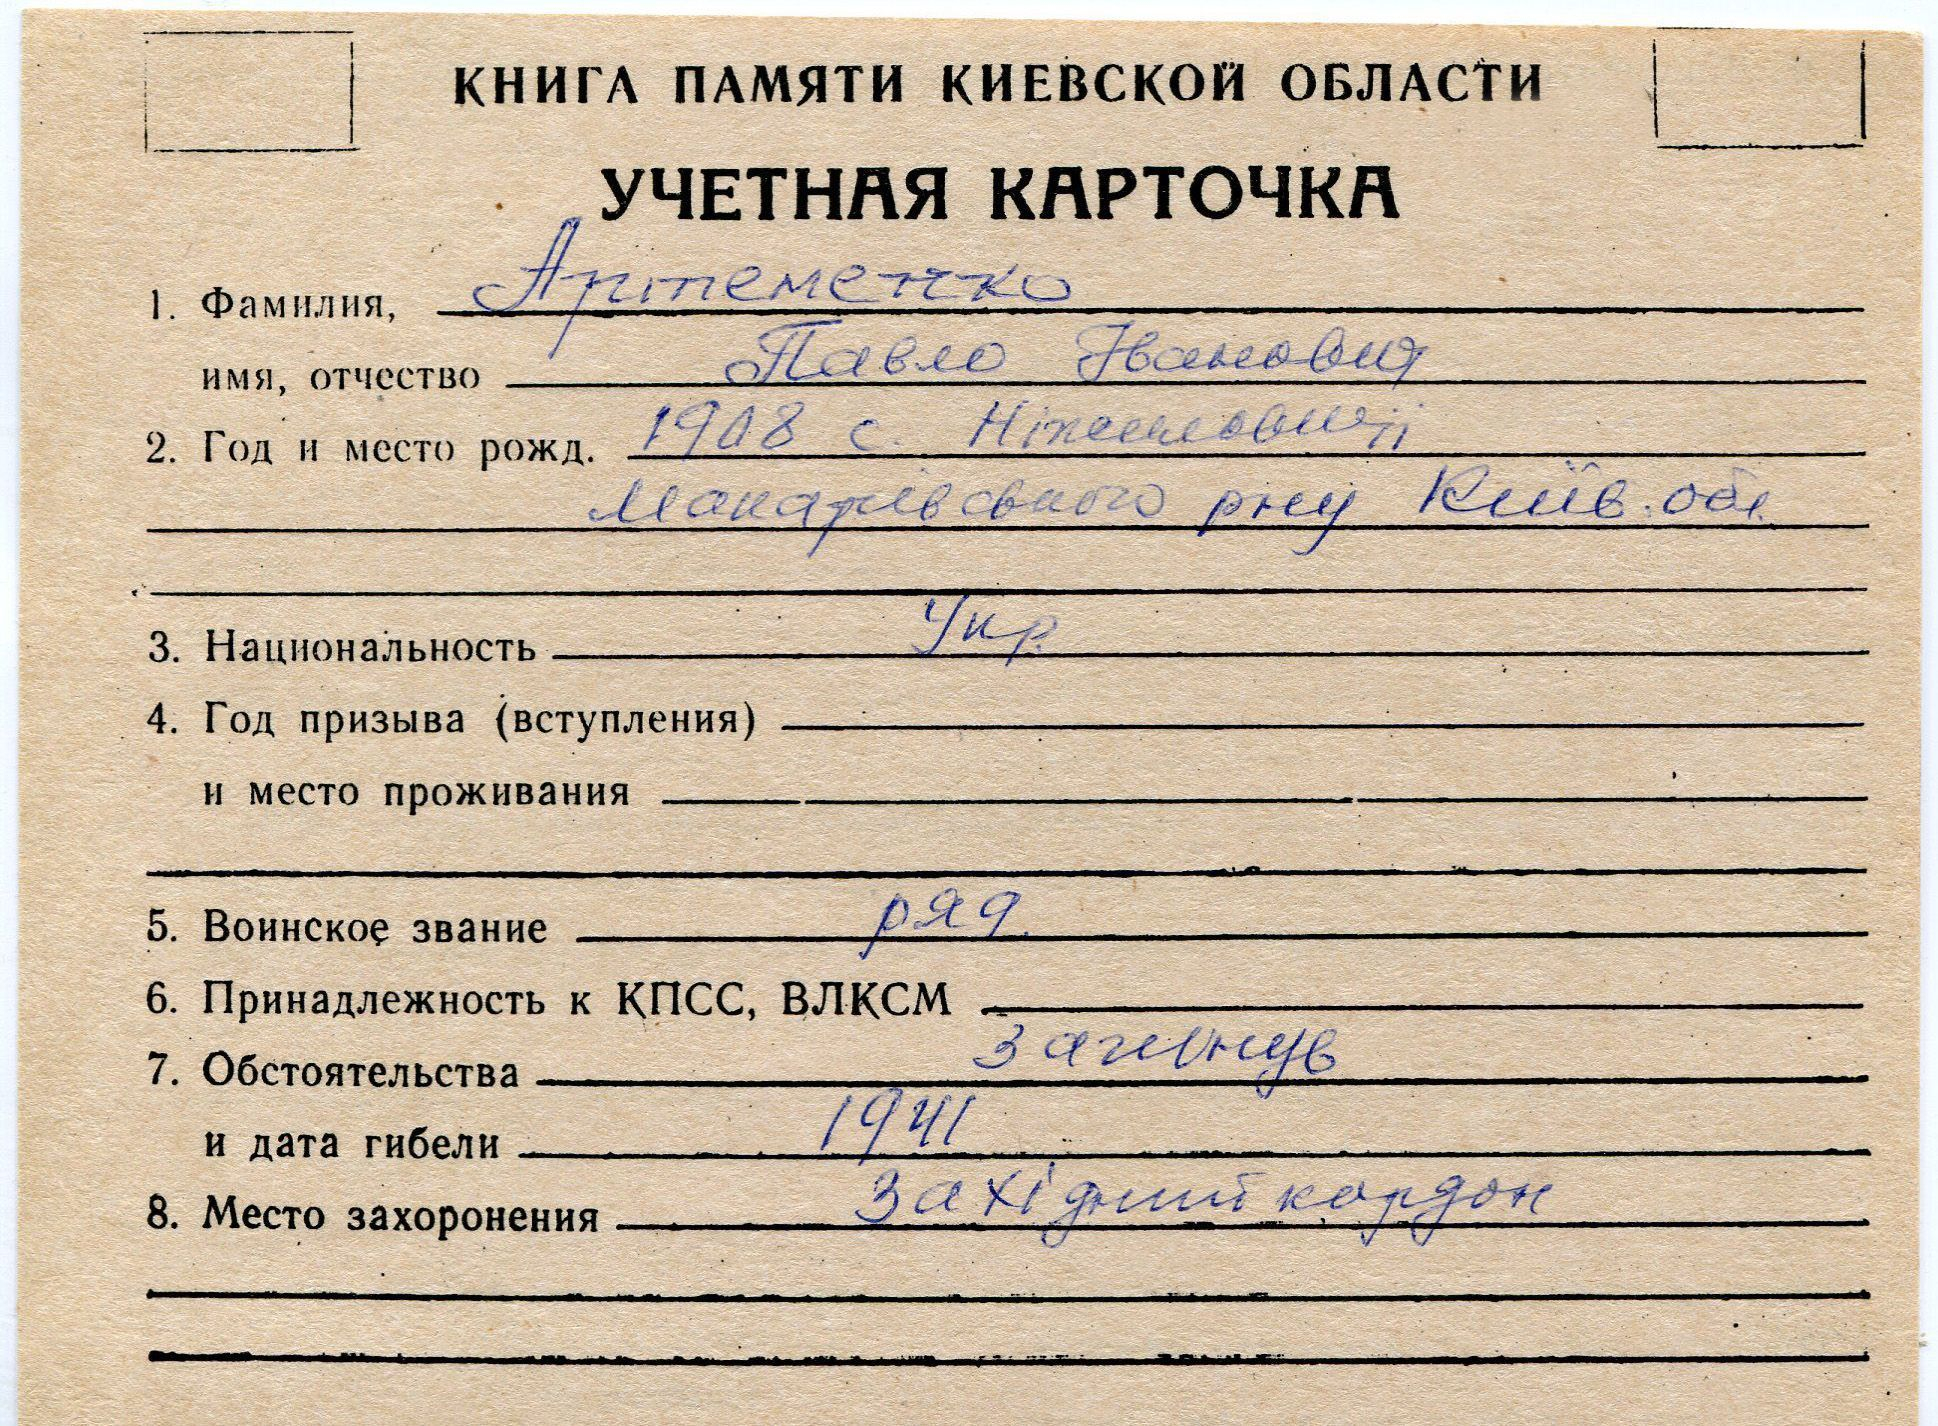 КНИГА ПАМЯТИ КИЕВСКОЙ ОБЛАСТИ
УЧЕТНАЯ КАРТОЧКА
1. Фамилия, Артеменко
имя, отчество Павло Іванович
2. Год и место рожд. 1908 с.
Макарівського р-ну Київ. обл.
3. Национальность Укр.
4. Год призыва (вступления)
и место проживания
5. Воинское звание ряд.
6. Принадлежность к КПСС, ВЛКСМ
7. Обстоятельства загинув
и дата гибели 1941
8. Место захоронения Західний кордон